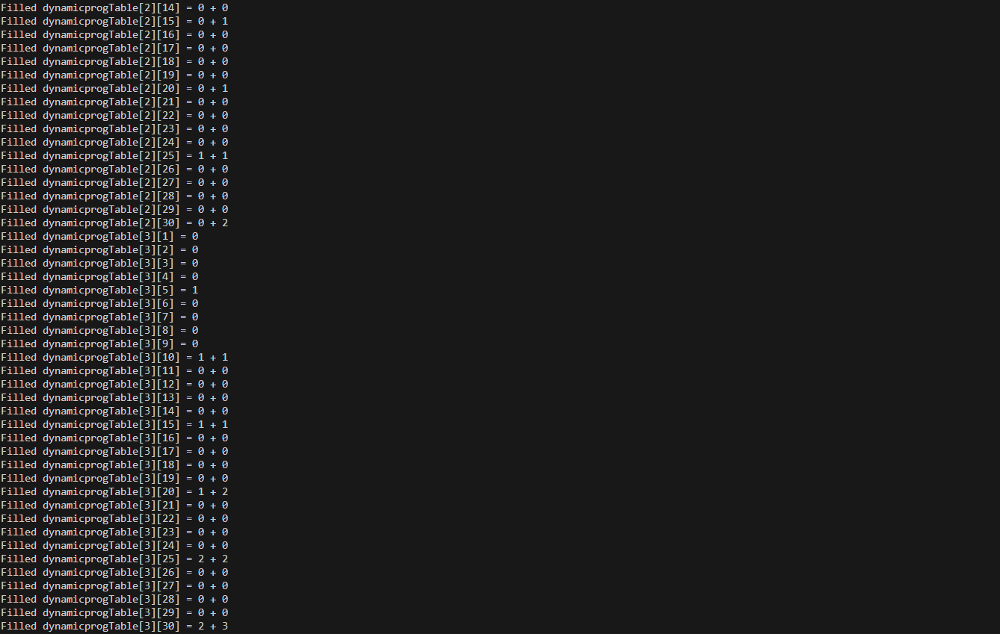 Filled dynamicprogTable[2][14] = 0 + 0
Filled dynamicprogTable[2][15] = 0 + 1
Filled dynamicprogTable[2][16] = 0 + 0
Filled dynamicprogTable[2][17] = 0 + 0
Filled dynamicprogTable[2][18] = 0 + 0
Filled dynamicprogTable[2][19] = 0 + 0
Filled dynamicprogTable[2][20] = 0 + 1
Filled dynamicprogTable[2][21] = 0 + 0
Filled dynamicprogTable[2][22] = 0 + 0
Filled dynamicprogTable[2][23] = 0 + 0
Filled dynamicprogTable[2][24] = 0 + 0
Filled dynamicprogTable[2][25] = 1 + 1
Filled dynamicprogTable[2][26] = 0 + 0
Filled dynamicprogTable[2][27] = 0 + 0
Filled dynamicprogTable[2][28] = 0 + 0
Filled dynamicprogTable[2][29] = 0 + 0
Filled dynamicprogTable[2][30] = 0 + 2
Filled dynamicprogTable[3][1] = 0
Filled dynamicprogTable[3][2] = 0
Filled dynamicprogTable[3][3] = 0
Filled dynamicprogTable[3][4] = 0
Filled dynamicprogTable[3][5] = 1
Filled dynamicprogTable[3][6] = 0
Filled dynamicprogTable[3][7] = 0
Filled dynamicprogTable[3][8] = 0
Filled dynamicprogTable[3][9] = 0
Filled dynamicprogTable[3][10] = 1 + 1
Filled dynamicprogTable[3][11] = 0 + 0
Filled dynamicprogTable[3][12] = 0 + 0
Filled dynamicprogTable[3][13] = 0 + 0
Filled dynamicprogTable[3][14] = 0 + 0
Filled dynamicprogTable[3][15] = 1 + 1
Filled dynamicprogTable[3][16] = 0 + 0
Filled dynamicprogTable[3][17] = 0 + 0
Filled dynamicprogTable[3][18] = 0 + 0
Filled dynamicprogTable[3][19] = 0 + 0
Filled dynamicprogTable[3][20] = 1 + 2
Filled dynamicprogTable[3][21] = 0 + 0
Filled dynamicprogTable[3][22] = 0 + 0
Filled dynamicprogTable[3][23] = 0 + 0
Filled dynamicprogTable[3][24] = 0 + 0
Filled dynamicprogTable[3][25] = 2 + 2
Filled dynamicprogTable[3][26] = 0 + 0
Filled dynamicprogTable[3][27] = 0 + 0
Filled dynamicprogTable[3][28] = 0 + 0
Filled dynamicprogTable[3][29] = 0 + 0
Filled dynamicprogTable[3][30] = 2 + 3